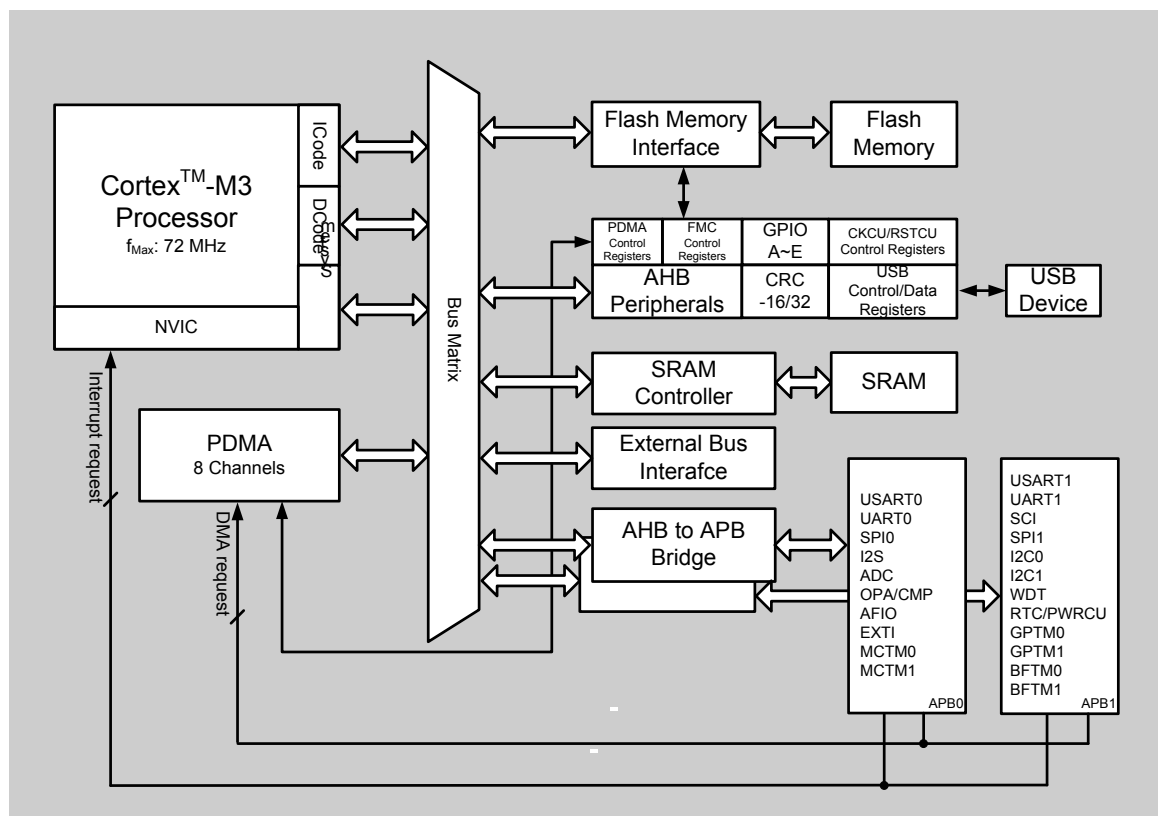 Cortex™-M3
Processor
fMax: 72 MHz
NVIC
ICode
DCode
System
Bus Matrix
Flash Memory
Interface
Flash
Memory
PDMA
Control
Registers
FMC
Control
Registers
GPIO
A~E
CKCU/RSTCU
Control Registers
AHB
Peripherals
CRC
-16/32
USB
Control/Data
Registers
USB
Device
SRAM
Controller
SRAM
Interrupt request
PDMA
8 Channels
DMA request
External Bus
Interafce
AHB to APB
Bridge
USART0
UART0
SPI0
I2S
ADC
OPA/CMP
AFIO
EXTI
MCTM0
MCTM1
APB0
USART1
UART1
SCI
SPI1
I2C0
I2C1
WDT
RTC/PWRCU
GPTM0
GPTM1
BFTM0
BFTM1
APB1